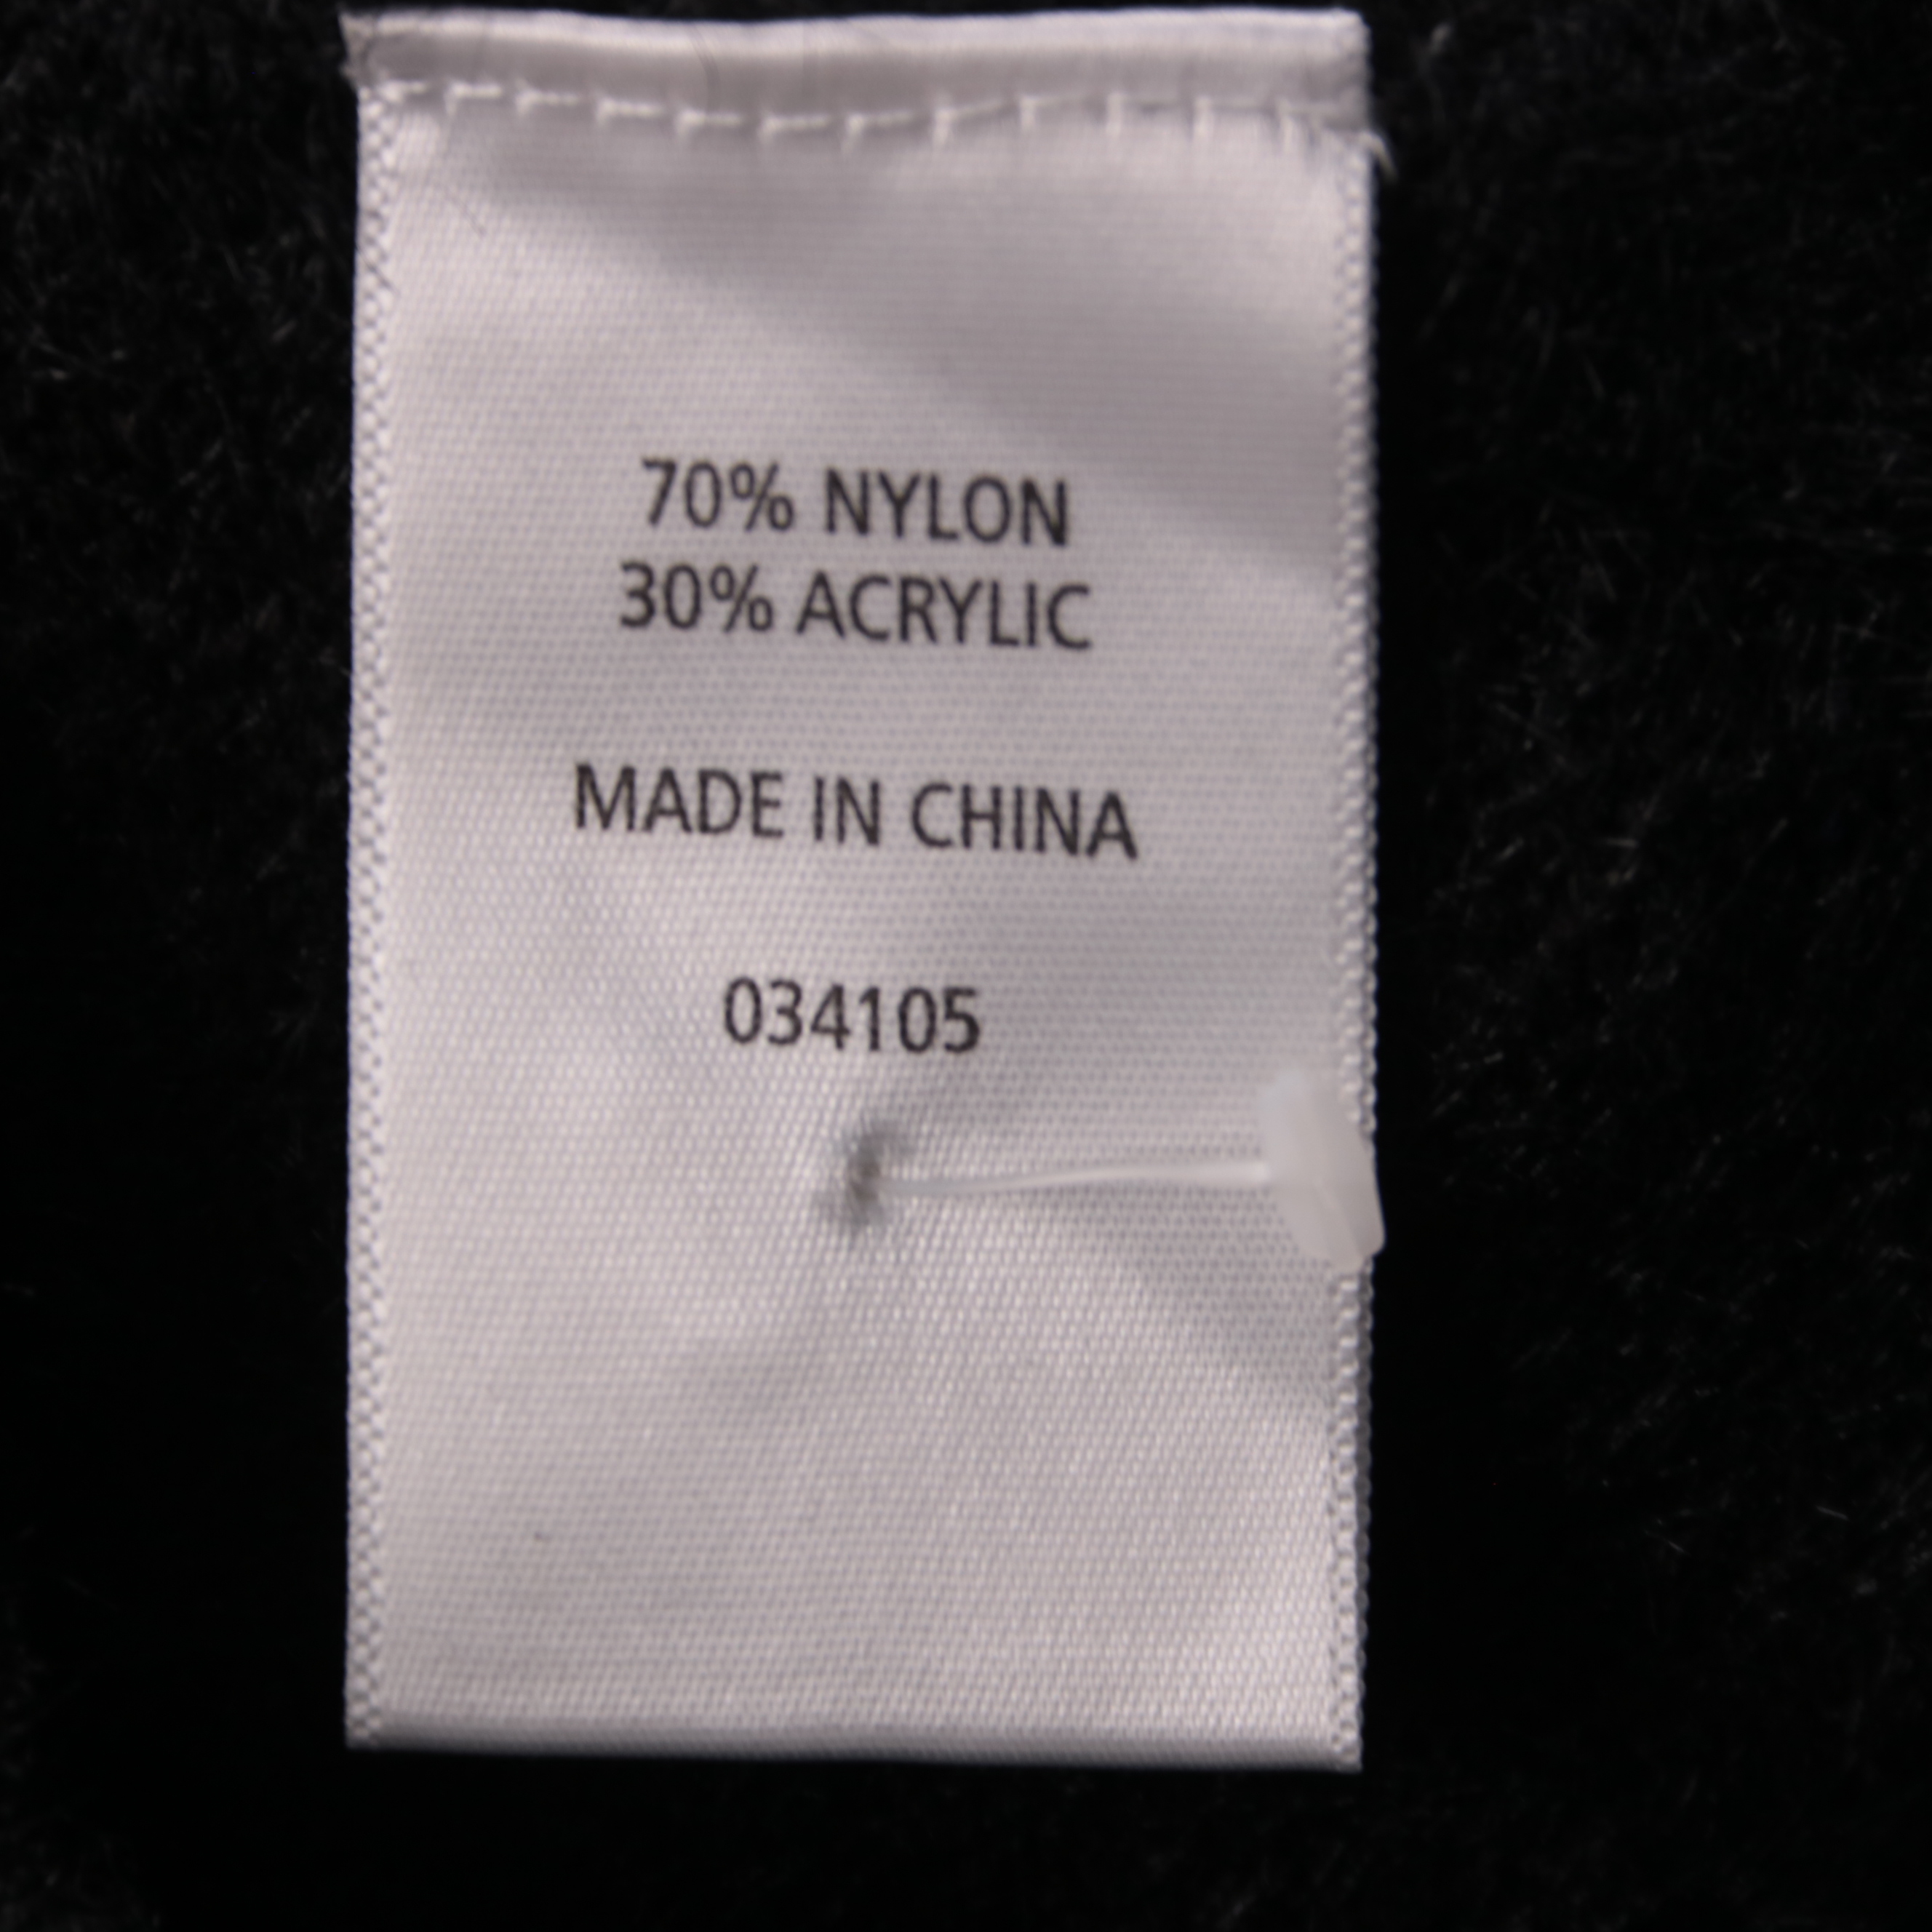 70% NYLON
30% ACRYLIC
MADE IN CHINA
034105